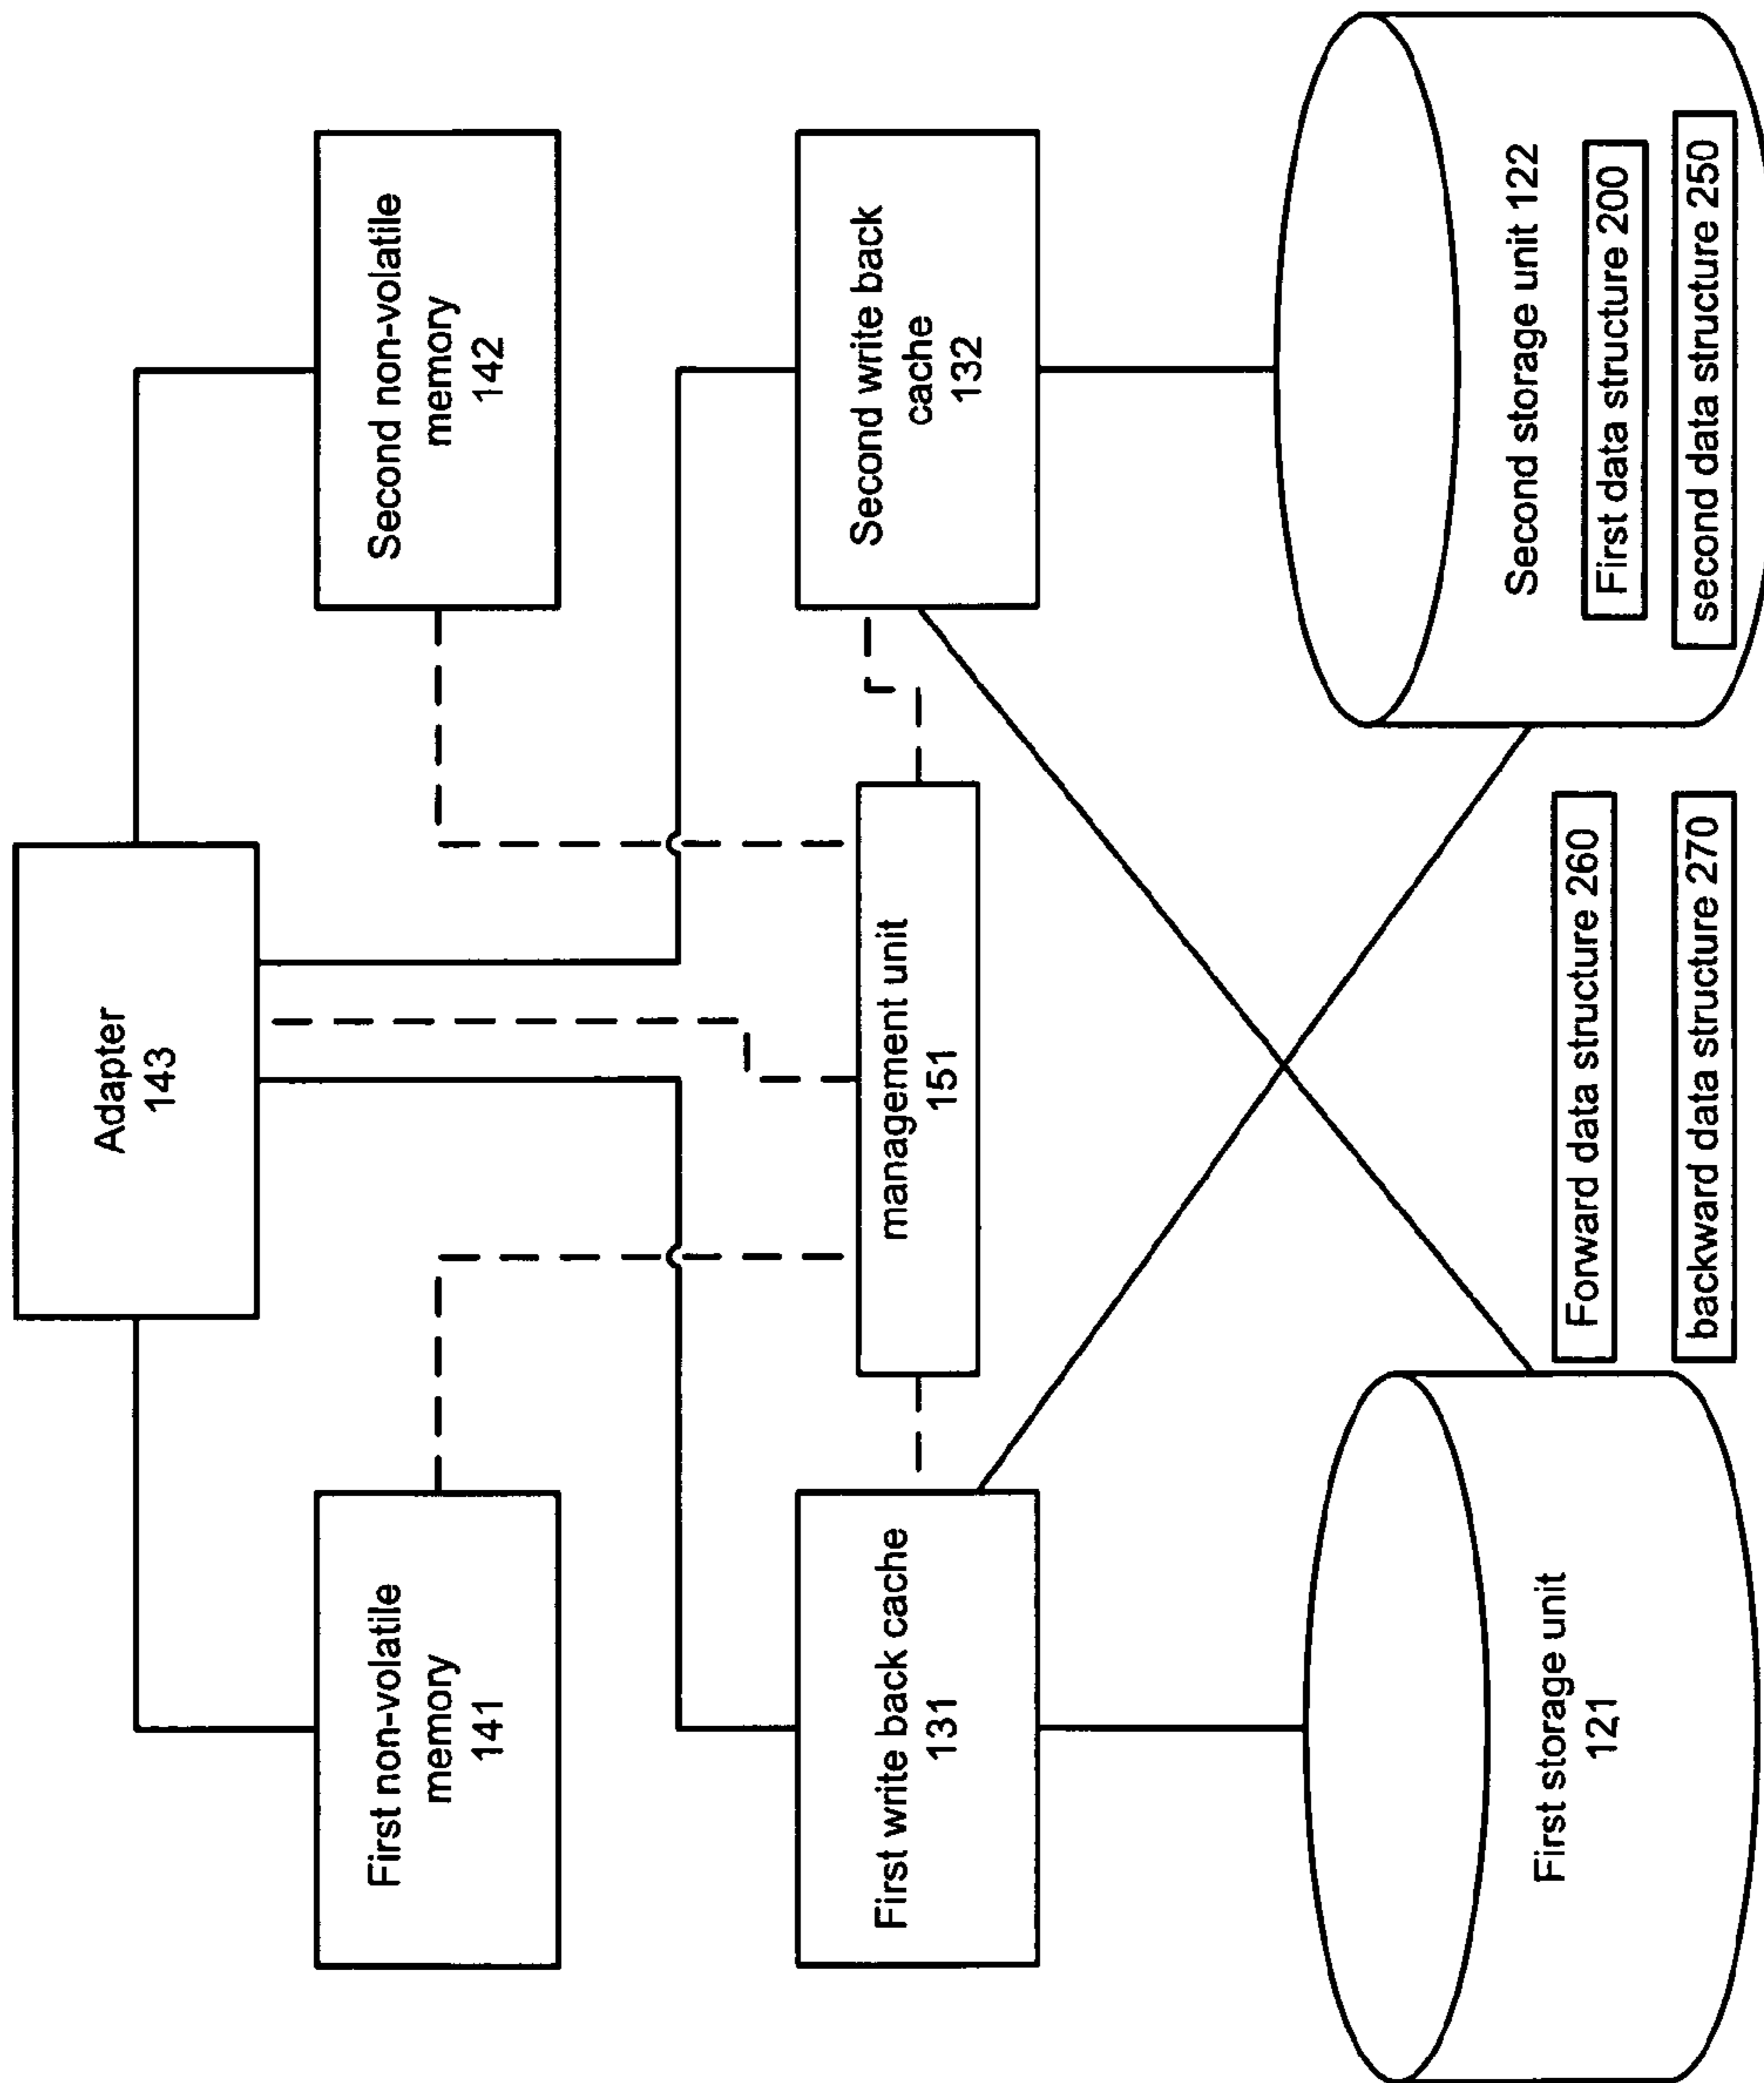 Adapter
143
First non-volatile
memory
141
Second non-volatile
memory
142
First write back cache
131
management unit
151
Second write back
cache
132
First storage unit
121
Forward data structure 260
backward data structure 270
Second storage unit 122
First data structure 200
second data structure 250